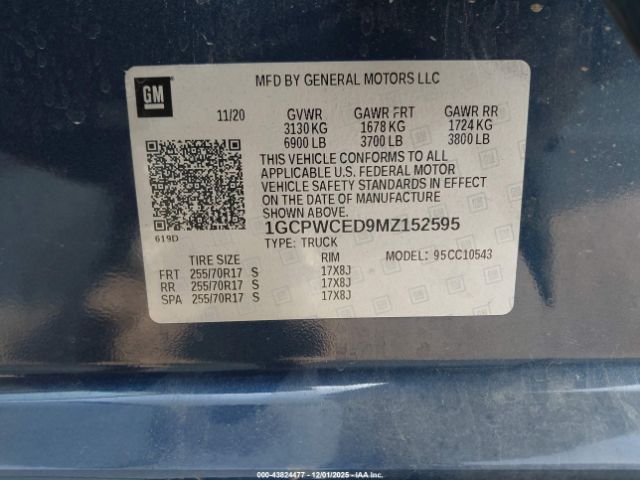 GM
MFD BY GENERAL MOTORS LLC
11/20 GVWR GAWR FRT GAWR RR
3130 KG 1678 KG 1724 KG
6900 LB 3700 LB 3800 LB
THIS VEHICLE CONFORMS TO ALL
APPLICABLE U.S. FEDERAL MOTOR
VEHICLE SAFETY STANDARDS IN EFFECT
ON THE DATE OF MANUFACTURE
SHOWN ABOVE.
619D
1GCPWCED9MZ152595
TYPE: TRUCK MODEL: 95CC10543
TIRE SIZE RIM
FRT 255/70R17 S 17X8J
RR 255/70R17 S 17X8J
SPA 255/70R17 S 17X8J
000-43824477 - 12/01/2025 - IAAI.COM